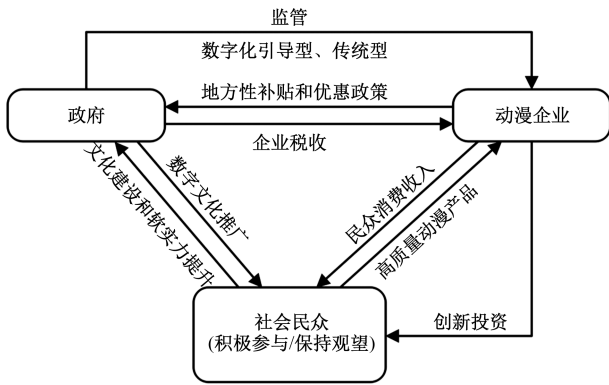 监管
数字化引导型、传统型
地方性补贴和优惠政策
政府
动漫企业
企业税收
文化建设和软实力提升
数字文化推广
民众消费收入
高质量动漫产品
社会民众
(积极参与/保持观望)
创新投资